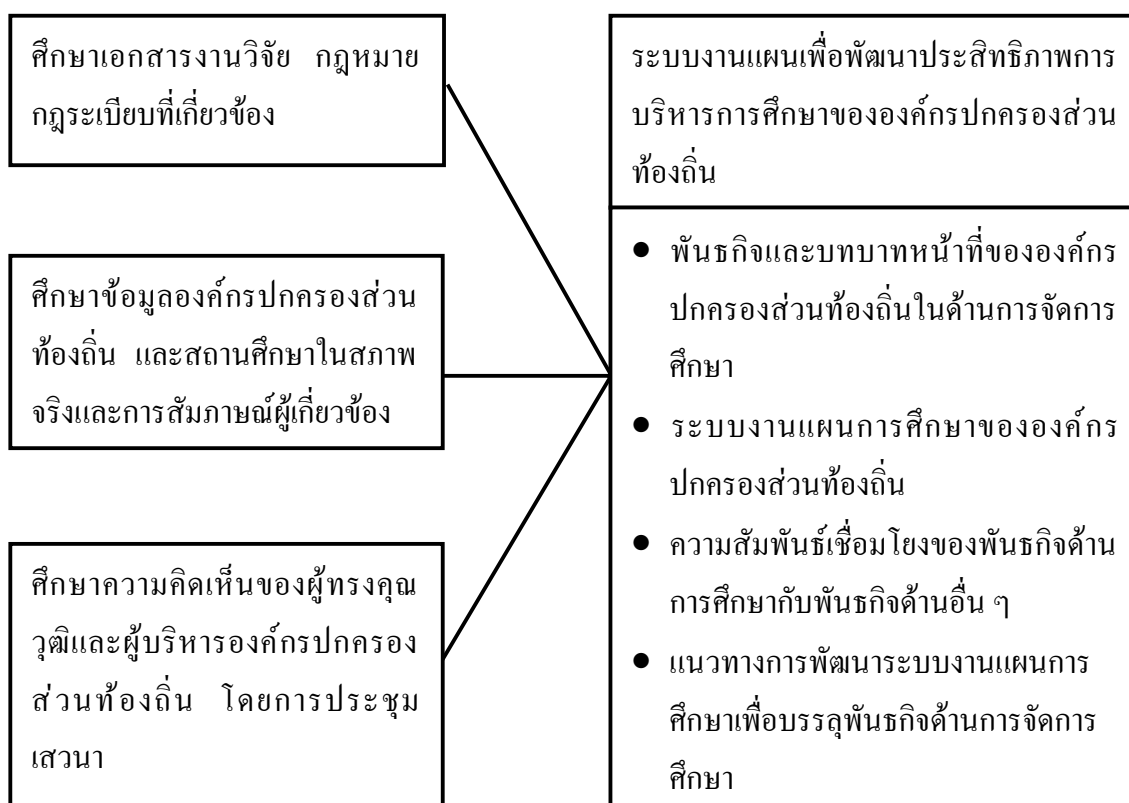 ศึกษาเอกสารงานวิจัย กฎหมาย
กฎระเบียบที่เกี่ยวข้อง
ศึกษาข้อมูลองค์กรปกครองส่วน
ท้องถิ่น และสถานศึกษาในสภาพ
จริงและการสัมภาษณ์ผู้เกี่ยวข้อง
ศึกษาความคิดเห็นของผู้ทรงคุณ
วุฒิและผู้บริหารองค์กรปกครอง
ส่วนท้องถิ่น โดยการประชุม
เสวนา
ระบบงานแผนเพื่อพัฒนาประสิทธิภาพการ
บริหารการศึกษาขององค์กรปกครองส่วน
ท้องถิ่น
● พันธกิจและบทบาทหน้าที่ขององค์กร
ปกครองส่วนท้องถิ่นในด้านการจัดการ
ศึกษา
● ระบบงานแผนการศึกษาขององค์กร
ปกครองส่วนท้องถิ่น
● ความสัมพันธ์เชื่อมโยงของพันธกิจด้าน
การศึกษากับพันธกิจด้านอื่น ๆ
● แนวทางการพัฒนาระบบงานแผนการ
ศึกษาเพื่อบรรลุพันธกิจด้านการจัดการ
ศึกษา